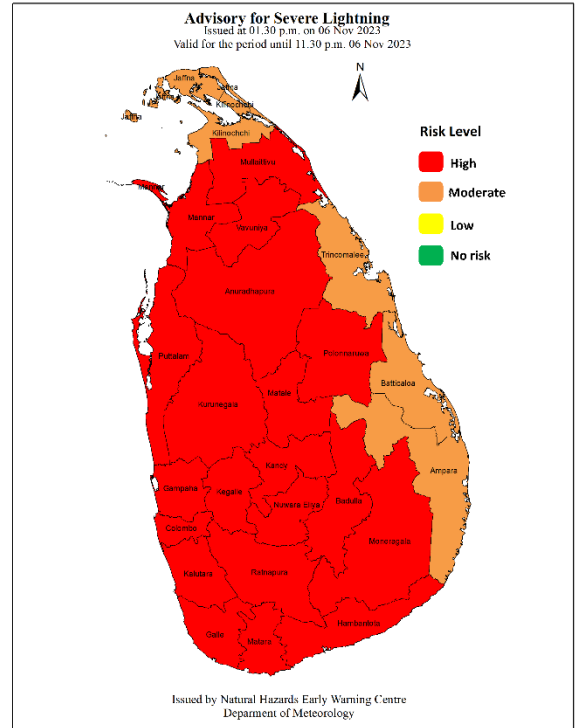 Advisory for Severe Lightning
Issued at 01.30 p.m. on 06 Nov 2023
Valid for the period until 11.30 p.m. 06 Nov 2023
N
Jaffna
Jaffna
Kilinochchi
Jaffna
Kilinochchi
Risk Level
High
Moderate
Low
No risk
Mullaitivu
Mannar
Mannar
Vavuniya
Trincomalee
Anuradhapura
Puttalam
Polonnaruwa
Batticaloa
Kurunegala
Matale
Kandy
Ampara
Gampaha
Kegalle
Nuwara Eliya
Badulla
Colombo
Moneragala
Kalutara
Ratnapura
Hambantota
Galle
Matara
Issued by Natural Hazards Early Warning Centre
Deparment of Meteorology